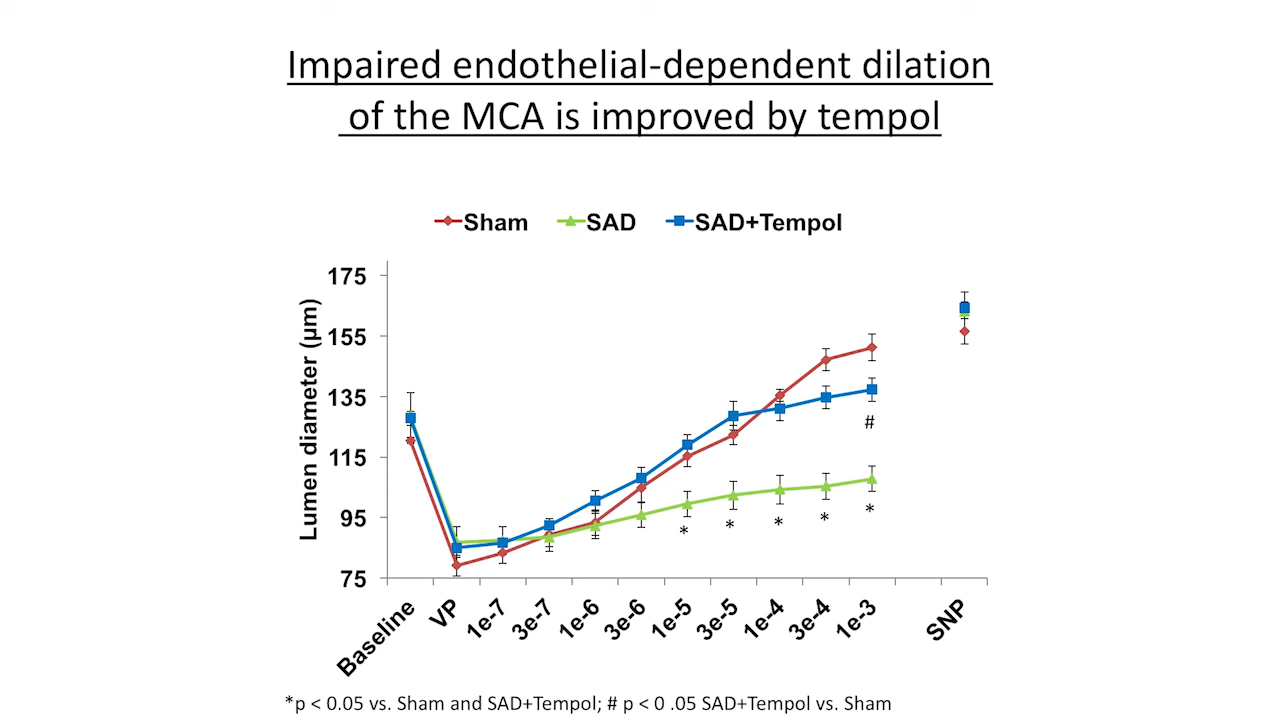 Impaired endothelial-dependent dilation
of the MCA is improved by tempol
Sham SAD SAD+Tempol
Lumen diameter (µm)
175
155
135
115
95
75
#
* * * * *
Baseline VP 1e-7 3e-7 1e-6 3e-6 1e-5 3e-5 1e-4 3e-4 1e-3 SNP
*p < 0.05 vs. Sham and SAD+Tempol; # p < 0 .05 SAD+Tempol vs. Sham